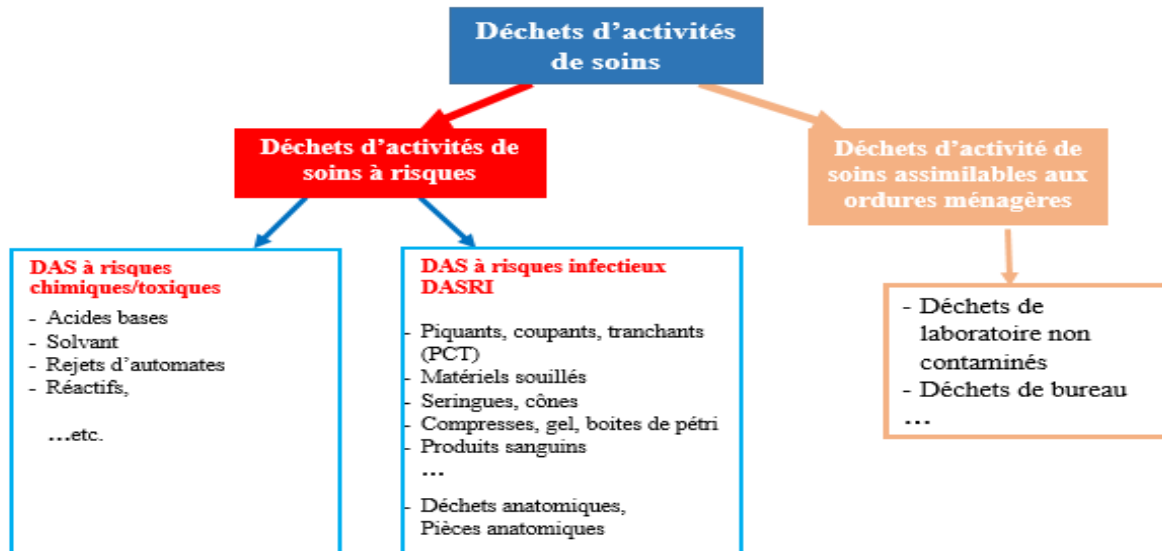 Déchets d'activités
de soins
Déchets d'activités de
soins à risques
Déchets d'activité de
soins assimilables aux
ordures ménagères
DAS à risques
chimiques/toxiques
- Acides bases
- Solvant
- Rejets d'automates
- Réactifs,
...etc.
DAS à risques infectieux
DASRI
- Piquants, coupants, tranchants
(PCT)
- Matériels souillés
- Seringues, cônes
- Compresses, gel, boites de pétri
- Produits sanguins
...
- Déchets anatomiques,
Pièces anatomiques
- Déchets de
laboratoire non
contaminés
- Déchets de bureau
...